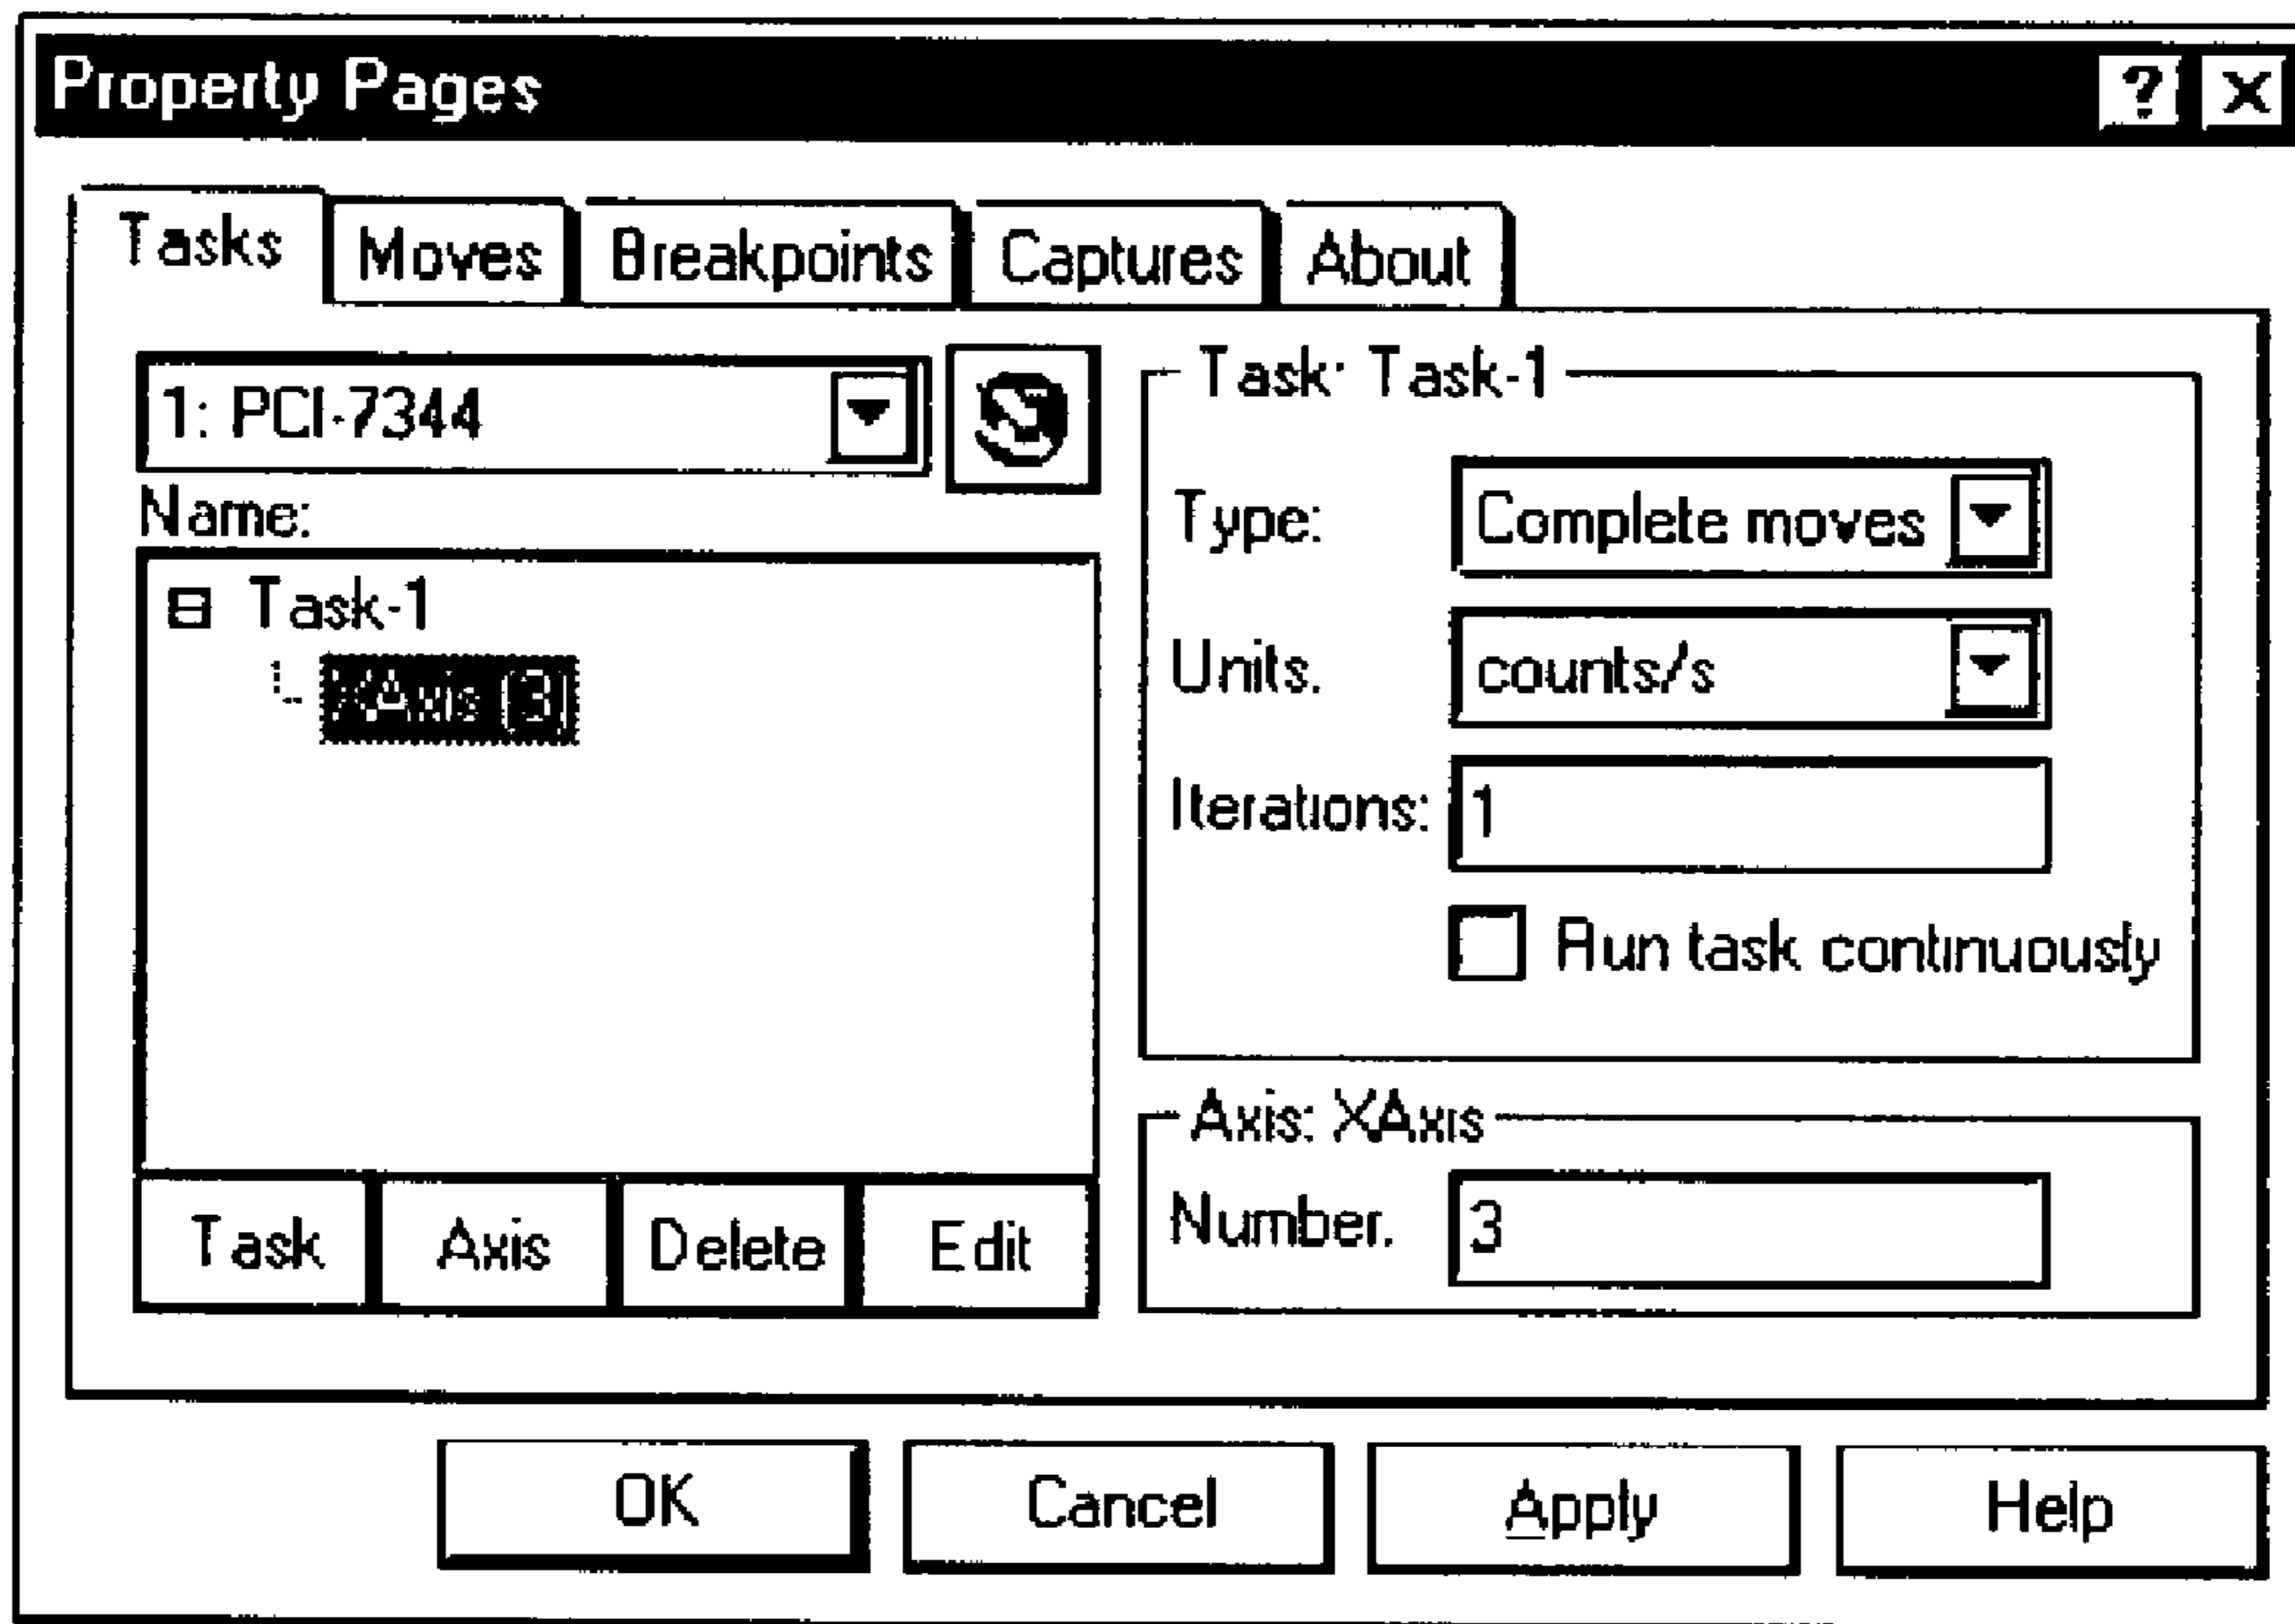 Property Pages ? X
Tasks Moves Breakpoints Captures About
1: PCI-7344
Name:
Task-1
XAxis (3)
Task Axis Delete Edit
Task: Task-1
Type: Complete moves
Units: counts/s
Iterations: 1
Run task continuously
Axis: XAxis
Number: 3
OK Cancel Apply Help